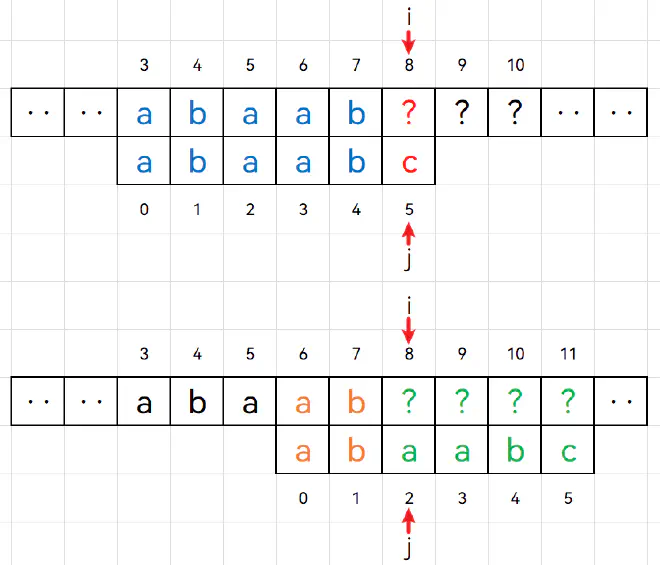 i
3 4 5 6 7 8 9 10
·· ·· a b a a b ? ? ? ·· ··
a b a a b c
0 1 2 3 4 5
j
i
3 4 5 6 7 8 9 10 11
·· ·· a b a a b ? ? ? ? ··
a b a a b c
0 1 2 3 4 5
j